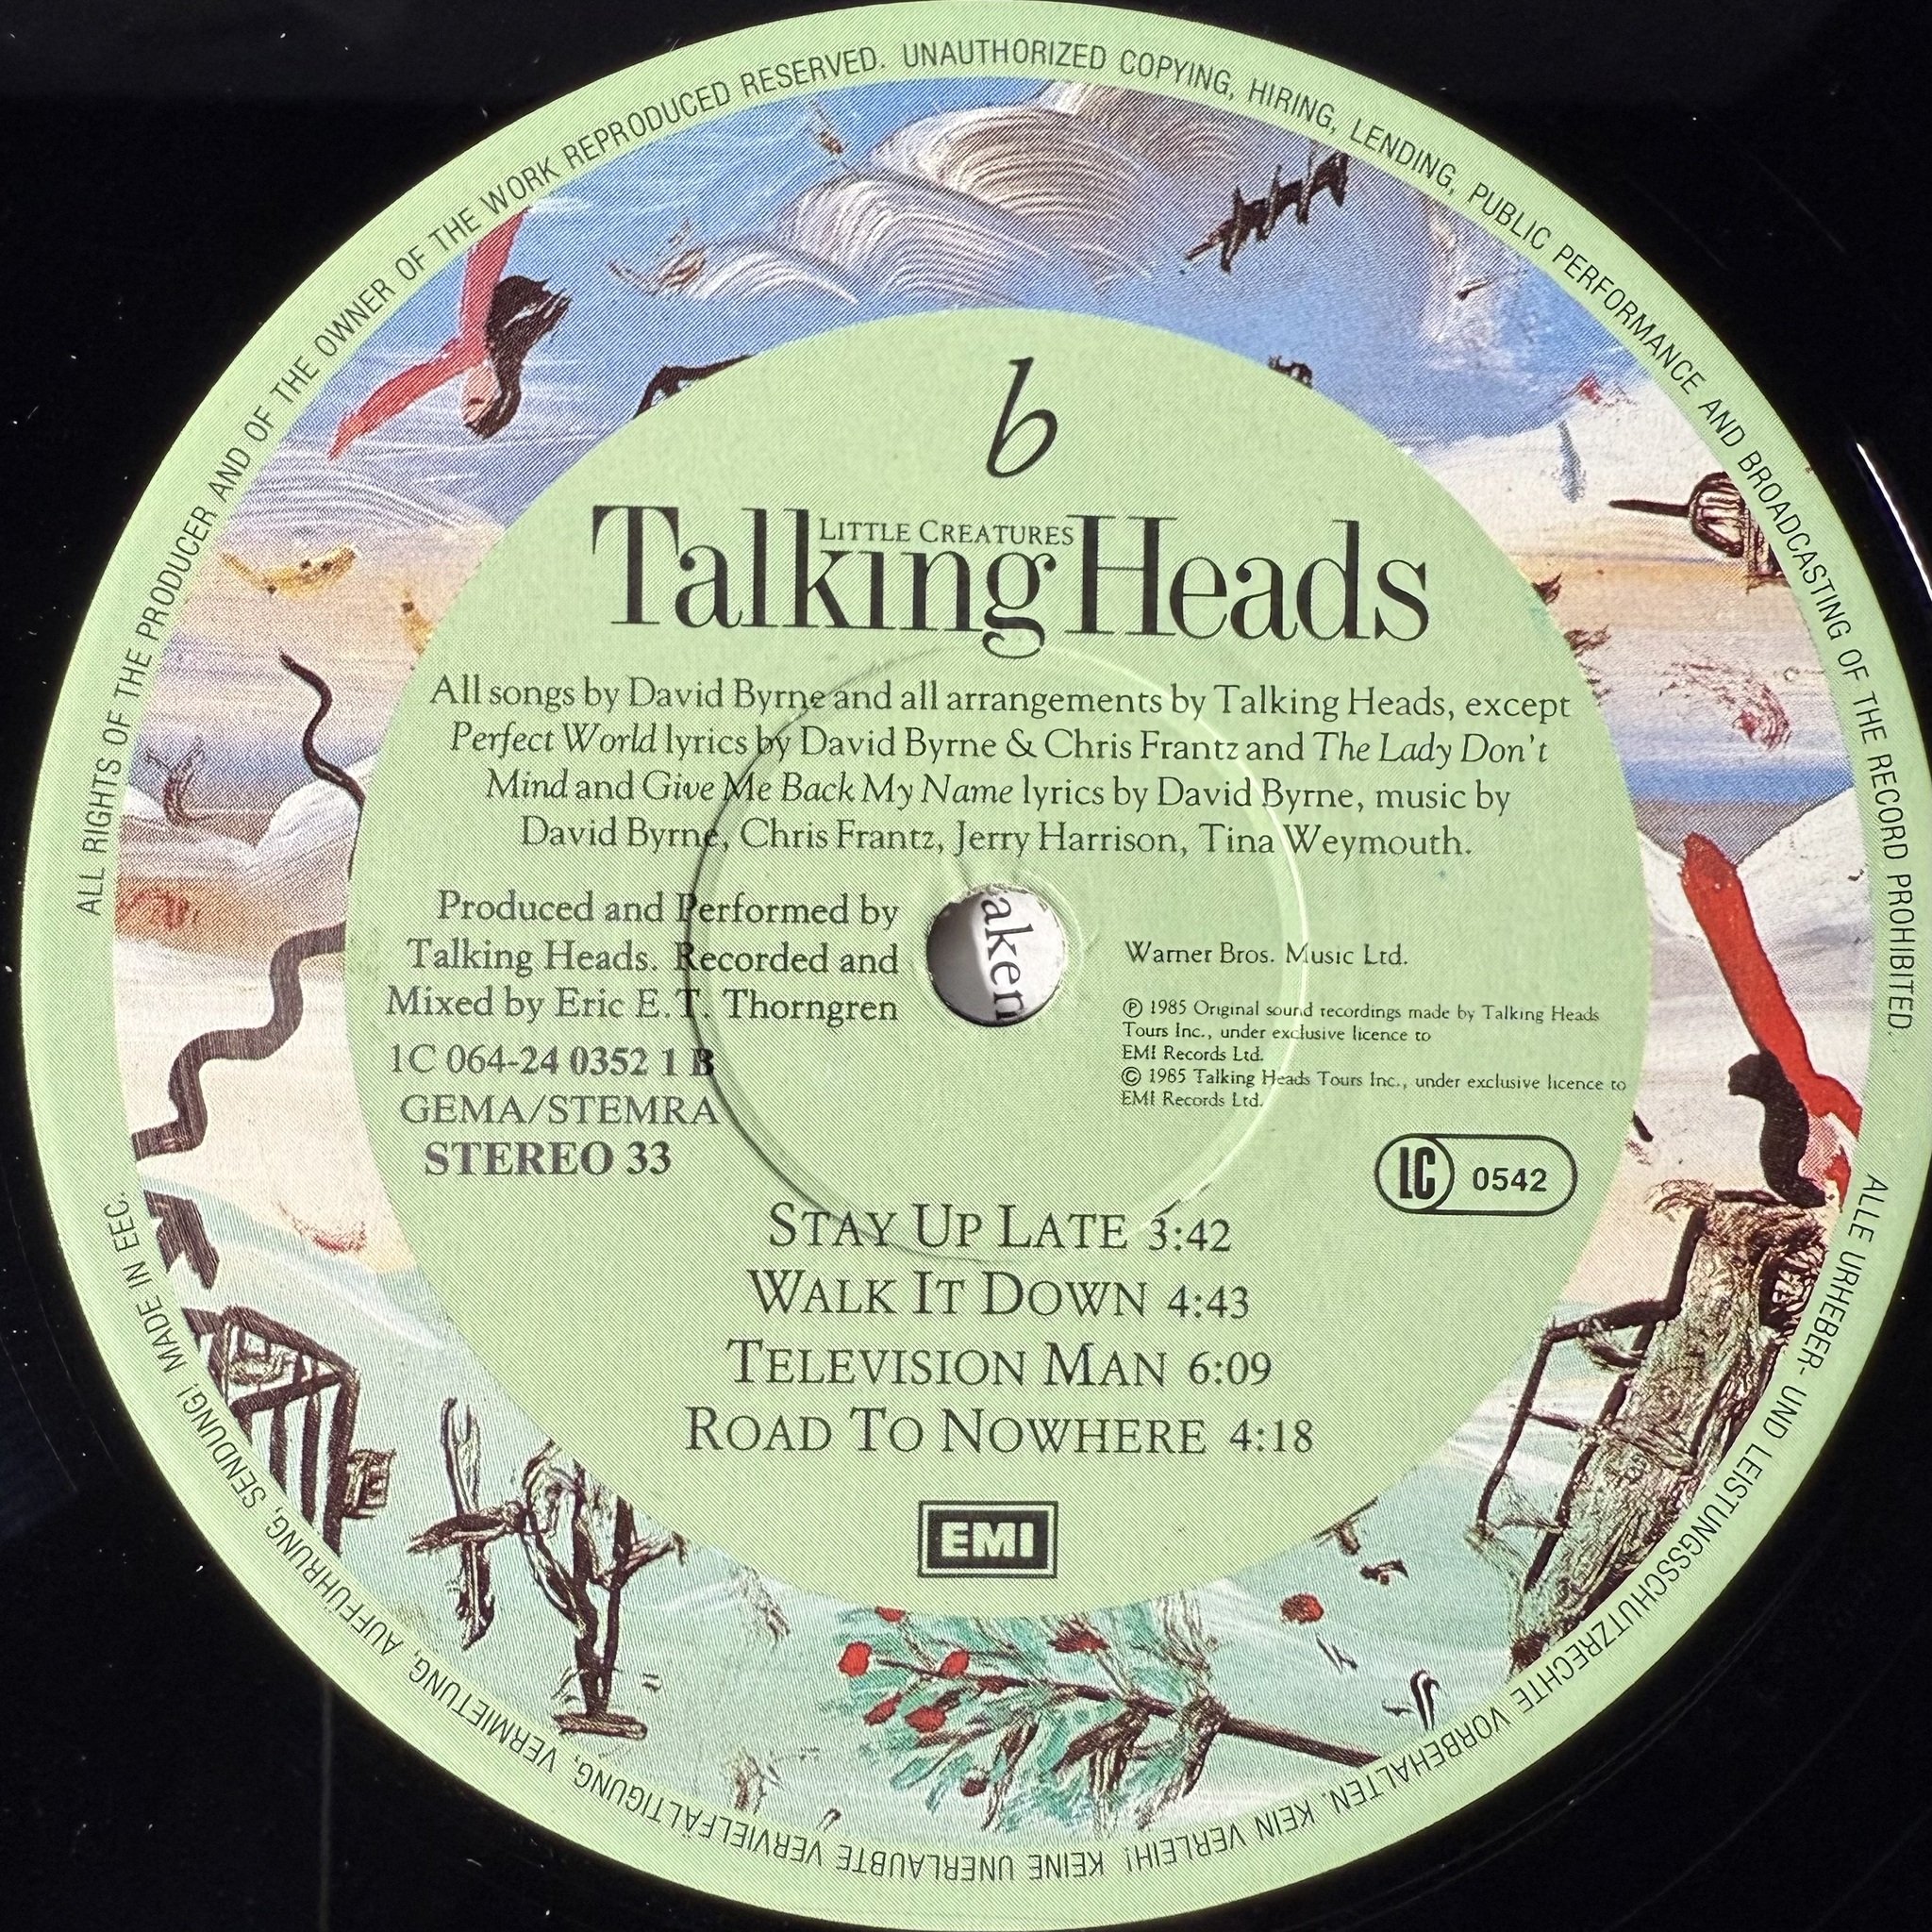 ALL RIGHTS OF THE PRODUCER AND OF THE OWNER OF THE WORK REPRODUCED RESERVED. UNAUTHORIZED COPYING, HIRING, LENDING, PUBLIC PERFORMANCE AND BROADCASTING OF THE RECORD PROHIBITED.
b
LITTLE CREATURES
Talking Heads
All songs by David Byrne and all arrangements by Talking Heads, except
Perfect World lyrics by David Byrne & Chris Frantz and The Lady Don't
Mind and Give Me Back My Name lyrics by David Byrne, music by
David Byrne, Chris Frantz, Jerry Harrison, Tina Weymouth.
Produced and Performed by
Talking Heads. Recorded and
Mixed by Eric E.T. Thorngren
1C 064-24 0352 1 B
GEMA/STEMRA
STEREO 33
aken
Warner Bros. Music Ltd.
℗ 1985 Original sound recordings made by Talking Heads
Tours Inc., under exclusive licence to
EMI Records Ltd.
© 1985 Talking Heads Tours Inc., under exclusive licence to
EMI Records Ltd.
LC 0542
STAY UP LATE 3:42
WALK IT DOWN 4:43
TELEVISION MAN 6:09
ROAD TO NOWHERE 4:18
EMI
ALLE URHEBER- UND LEISTUNGSSCHUTZRECHTE VORBEHALTEN. KEIN VERLEIH! KEINE UNERLAUBTE VERVIELFÄLTIGUNG, VERMIETUNG, AUFFÜHRUNG, SENDUNG! MADE IN EEC.